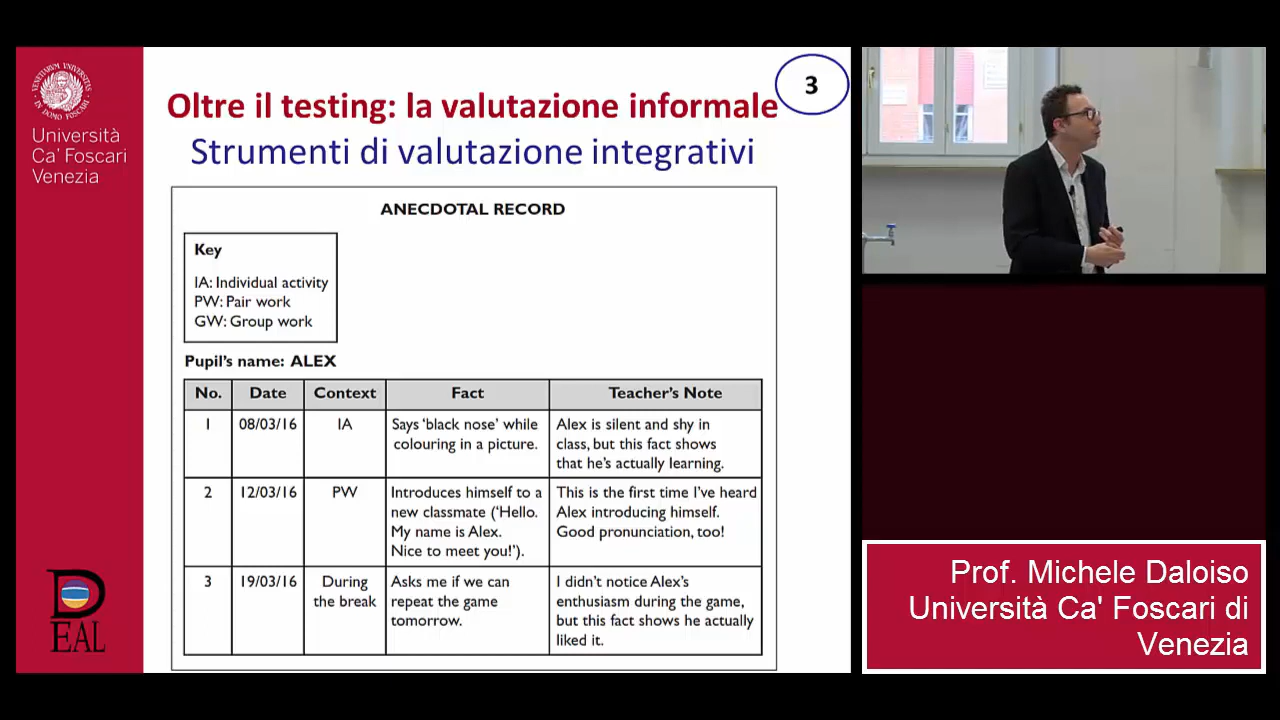 VENETIARUM UNIVERSITAS
IN DOMO FOSCARI
Università
Ca' Foscari
Venezia
DEAL
Oltre il testing: la valutazione informale
Strumenti di valutazione integrativi
3
ANECDOTAL RECORD
Key
IA: Individual activity
PW: Pair work
GW: Group work
Pupil's name: ALEX
No. Date Context Fact Teacher's Note
1 08/03/16 IA Says 'black nose' while colouring in a picture. Alex is silent and shy in class, but this fact shows that he's actually learning.
2 12/03/16 PW Introduces himself to a new classmate ('Hello. My name is Alex. Nice to meet you!'). This is the first time I've heard Alex introducing himself. Good pronunciation, too!
3 19/03/16 During the break Asks me if we can repeat the game tomorrow. I didn't notice Alex's enthusiasm during the game, but this fact shows he actually liked it.
Prof. Michele Daloiso
Università Ca' Foscari di
Venezia